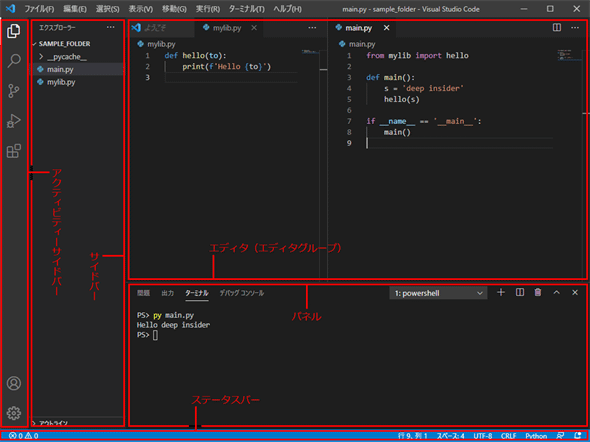 ファイル(F) 編集(E) 選択(S) 表示(V) 移動(G) 実行(R) ターミナル(T) ヘルプ(H) main.py - sample_folder - Visual Studio Code
エクスプローラー ···
SAMPLE_FOLDER
__pycache__
main.py
mylib.py
アウトライン
ようこそ mylib.py ···
mylib.py
1 def hello(to):
2     print(f'Hello {to}')
3
main.py ···
main.py
1 from mylib import hello
2
3 def main():
4     s = 'deep insider'
5     hello(s)
6
7 if __name__ == '__main__':
8     main()
9
アクティビティーサイドバー
サイドバー
エディタ（エディタグループ）
問題 出力 ターミナル デバッグ コンソール 1: powershell
パネル
PS> py main.py
Hello deep insider
PS>
ステータスバー
0 0 行 9、列 1 スペース: 4 UTF-8 CRLF Python